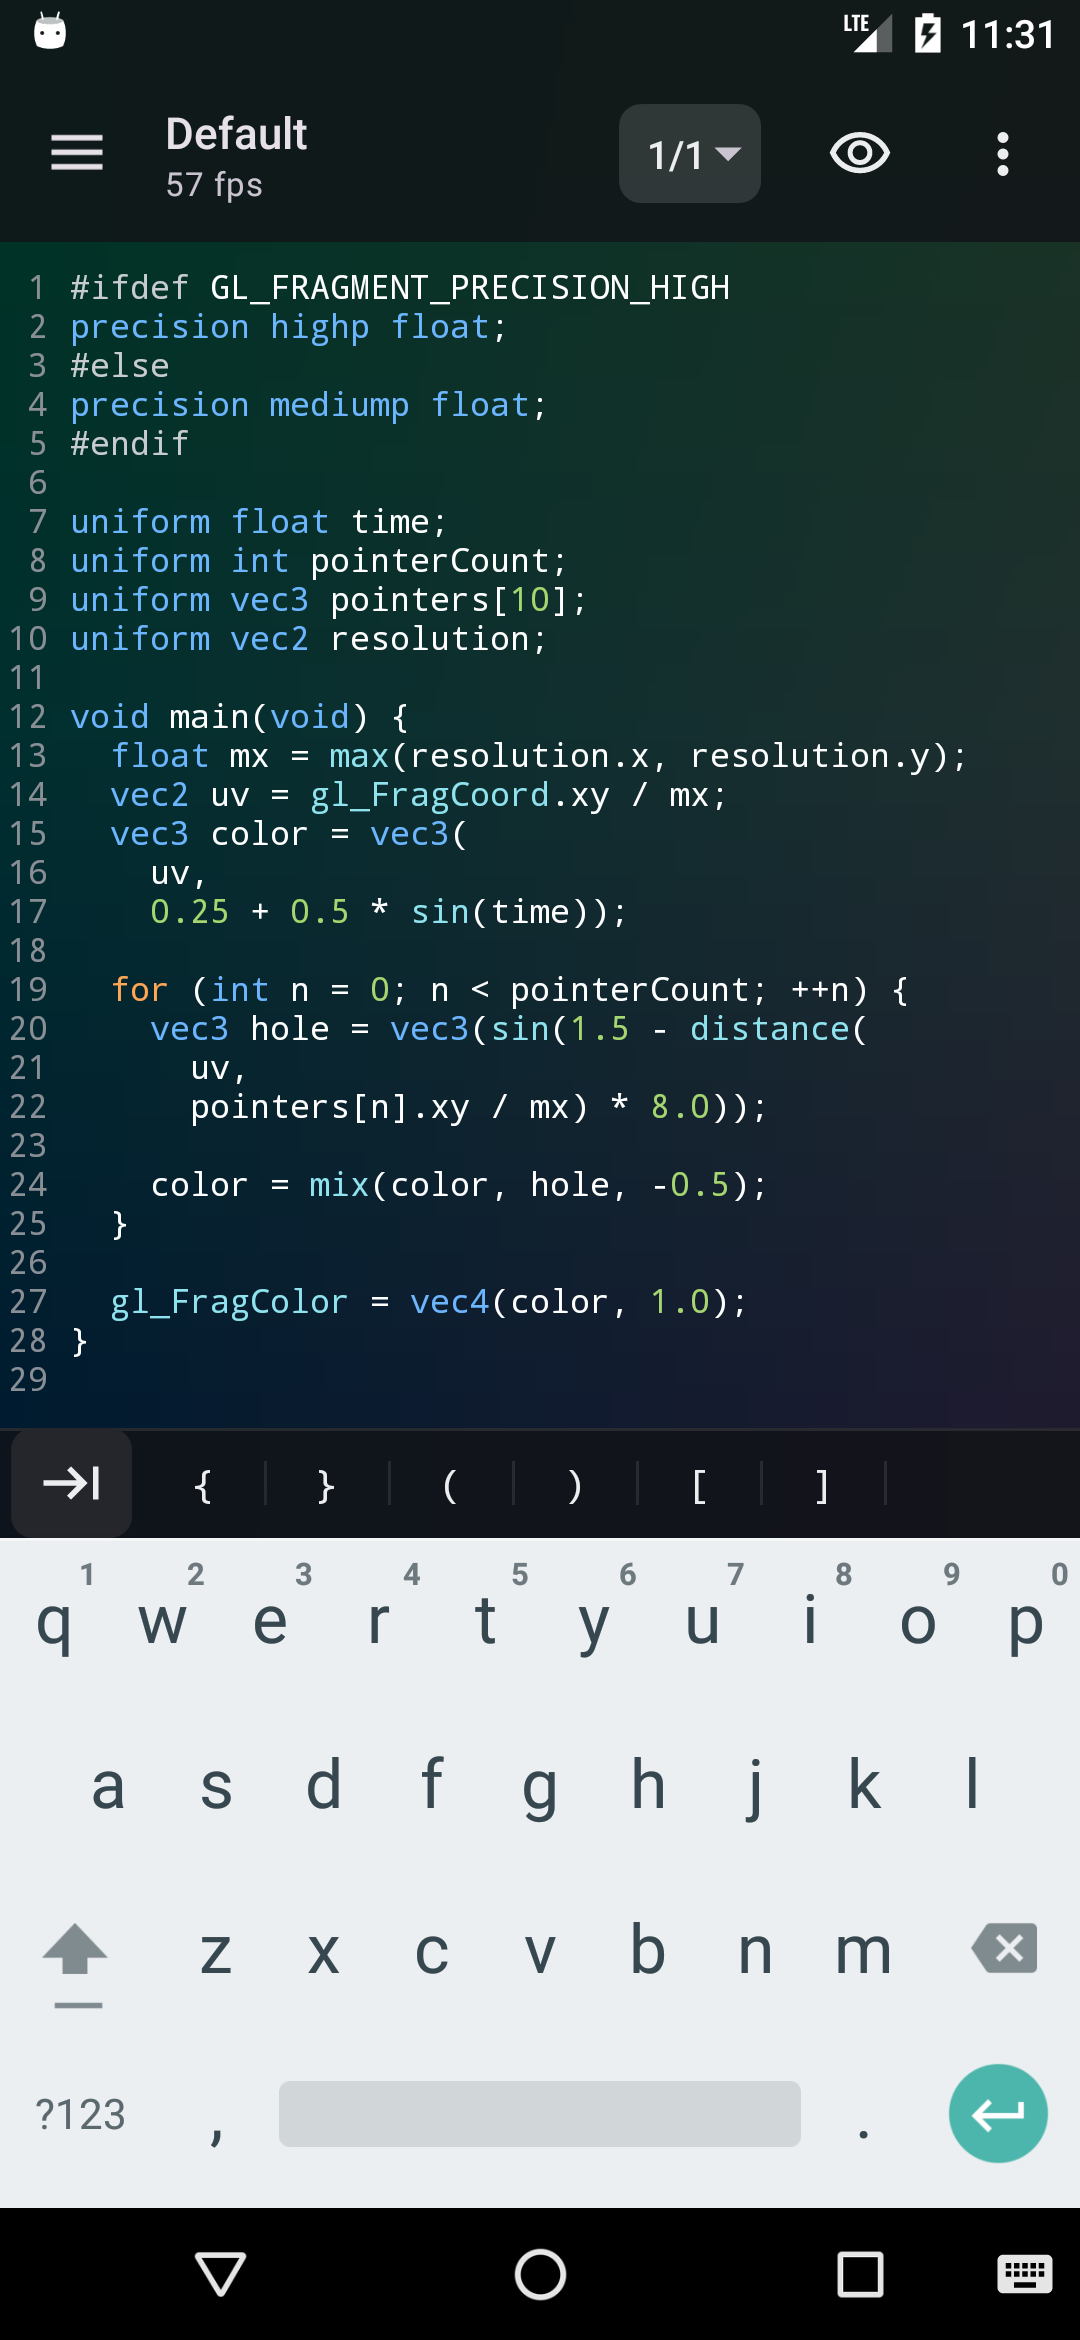 LTE 11:31
Default
57 fps
1/1
1 #ifdef GL_FRAGMENT_PRECISION_HIGH
2 precision highp float;
3 #else
4 precision mediump float;
5 #endif
6
7 uniform float time;
8 uniform int pointerCount;
9 uniform vec3 pointers[10];
10 uniform vec2 resolution;
11
12 void main(void) {
13   float mx = max(resolution.x, resolution.y);
14   vec2 uv = gl_FragCoord.xy / mx;
15   vec3 color = vec3(
16     uv,
17     0.25 + 0.5 * sin(time));
18
19   for (int n = 0; n < pointerCount; ++n) {
20     vec3 hole = vec3(sin(1.5 - distance(
21       uv,
22       pointers[n].xy / mx) * 8.0));
23
24     color = mix(color, hole, -0.5);
25   }
26
27   gl_FragColor = vec4(color, 1.0);
28 }
29
{ } ( ) [ ]
1 2 3 4 5 6 7 8 9 0
q w e r t y u i o p
a s d f g h j k l
z x c v b n m
?123 , .